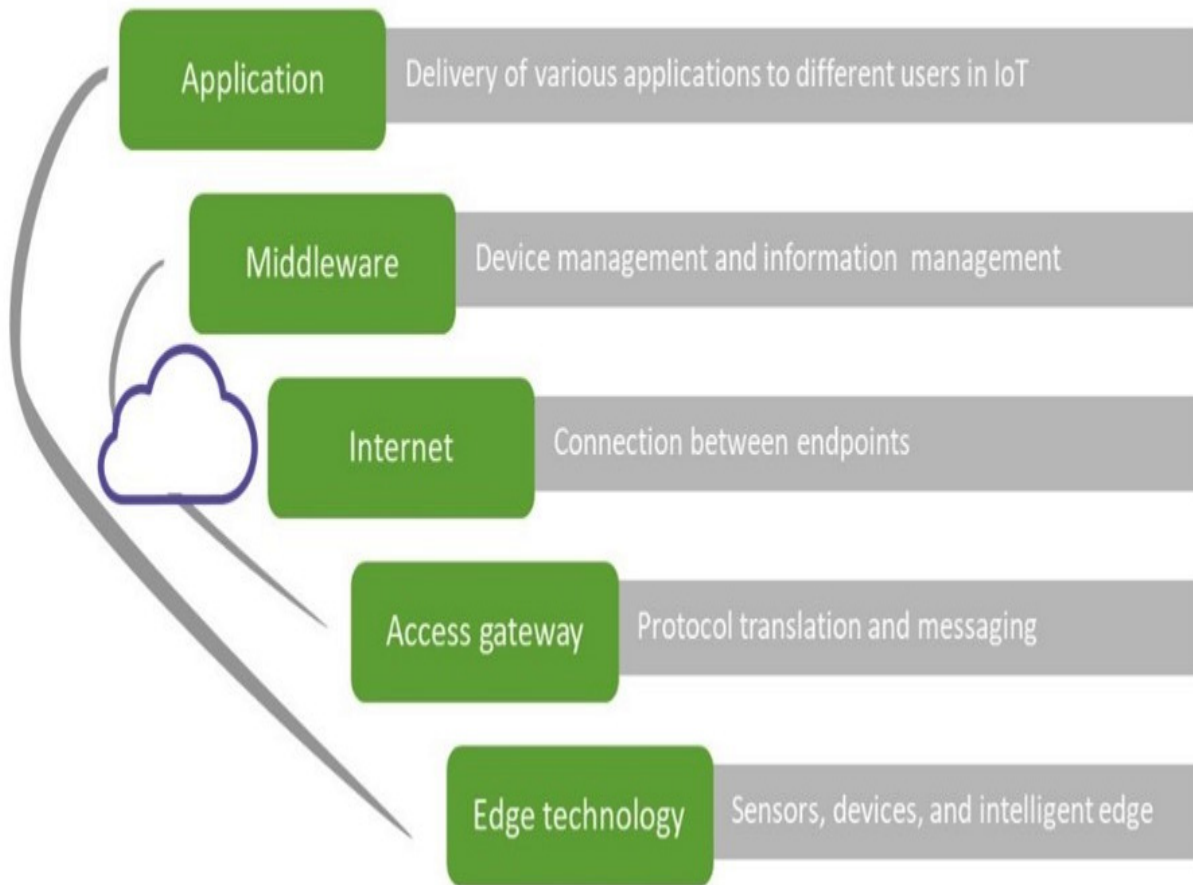 Application
Delivery of various applications to different users in IoT
Middleware
Device management and information management
Internet
Connection between endpoints
Access gateway
Protocol translation and messaging
Edge technology
Sensors, devices, and intelligent edge